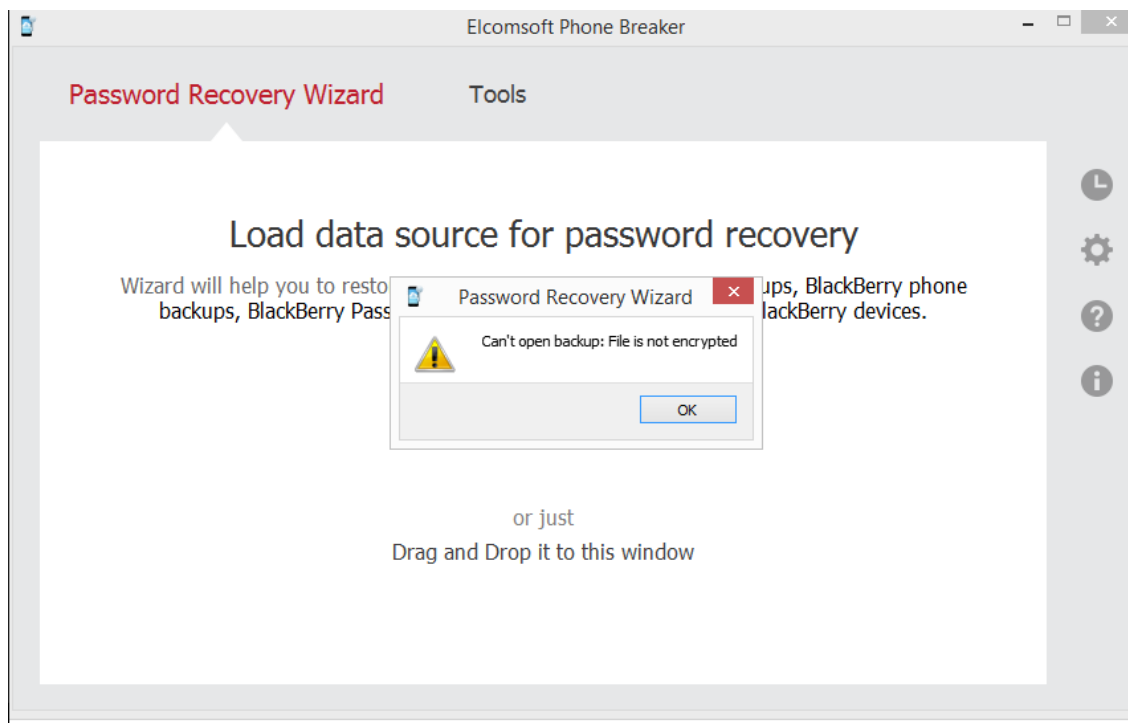 Elcomsoft Phone Breaker
Password Recovery Wizard Tools
Load data source for password recovery
Wizard will help you to resto ups, BlackBerry phone
backups, BlackBerry Pass lackBerry devices.
Password Recovery Wizard
Can't open backup: File is not encrypted
OK
or just
Drag and Drop it to this window